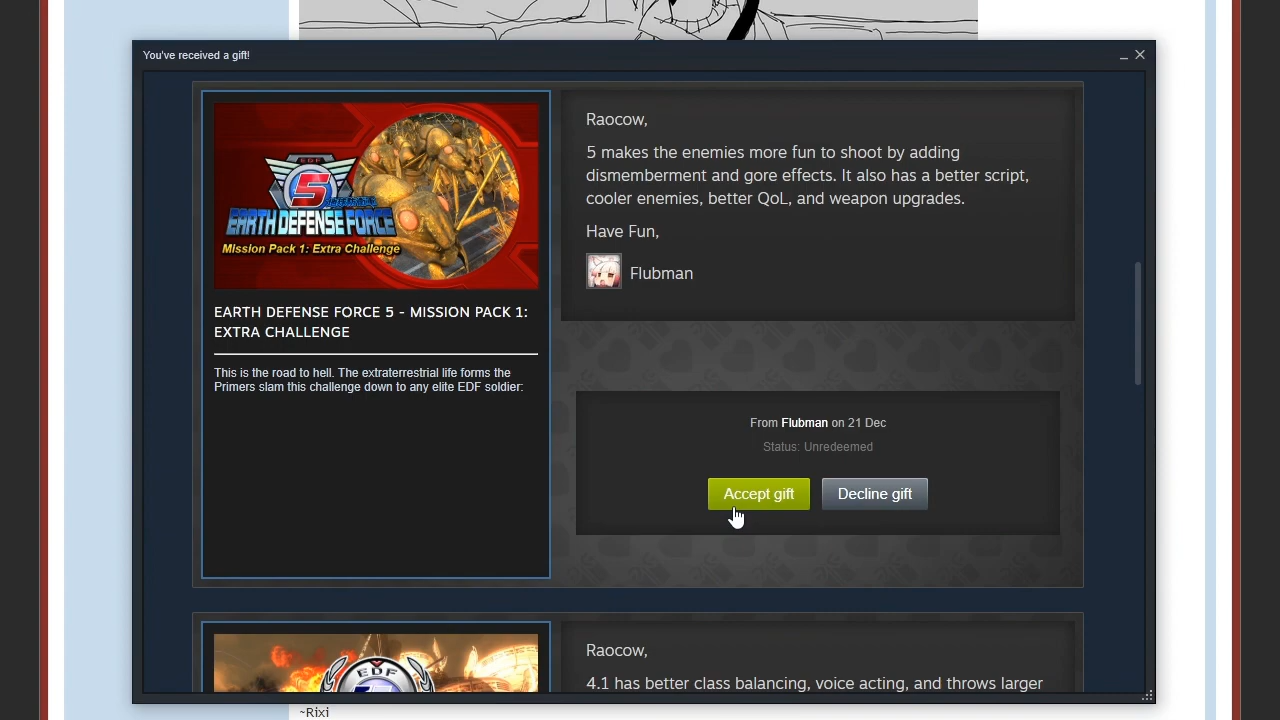 You've received a gift!
EDF
5
EARTH DEFENSE FORCE
Mission Pack 1: Extra Challenge
EARTH DEFENSE FORCE 5 - MISSION PACK 1:
EXTRA CHALLENGE
This is the road to hell. The extraterrestrial life forms the
Primers slam this challenge down to any elite EDF soldier:
Raocow,
5 makes the enemies more fun to shoot by adding
dismemberment and gore effects. It also has a better script,
cooler enemies, better QoL, and weapon upgrades.
Have Fun,
Flubman
From Flubman on 21 Dec
Status: Unredeemed
Accept gift
Decline gift
EDF
Raocow,
4.1 has better class balancing, voice acting, and throws larger
~Rixi